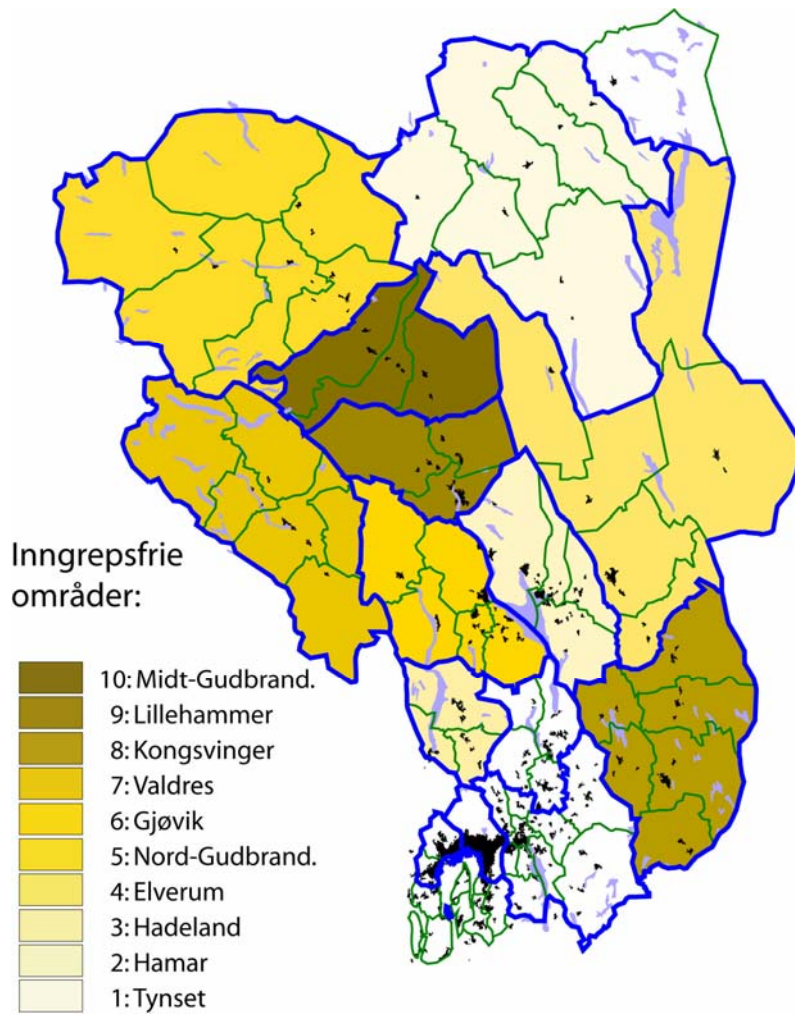 Inngrepsfrie
områder:
10: Midt-Gudbrand.
9: Lillehammer
8: Kongsvinger
7: Valdres
6: Gjøvik
5: Nord-Gudbrand.
4: Elverum
3: Hadeland
2: Hamar
1: Tynset